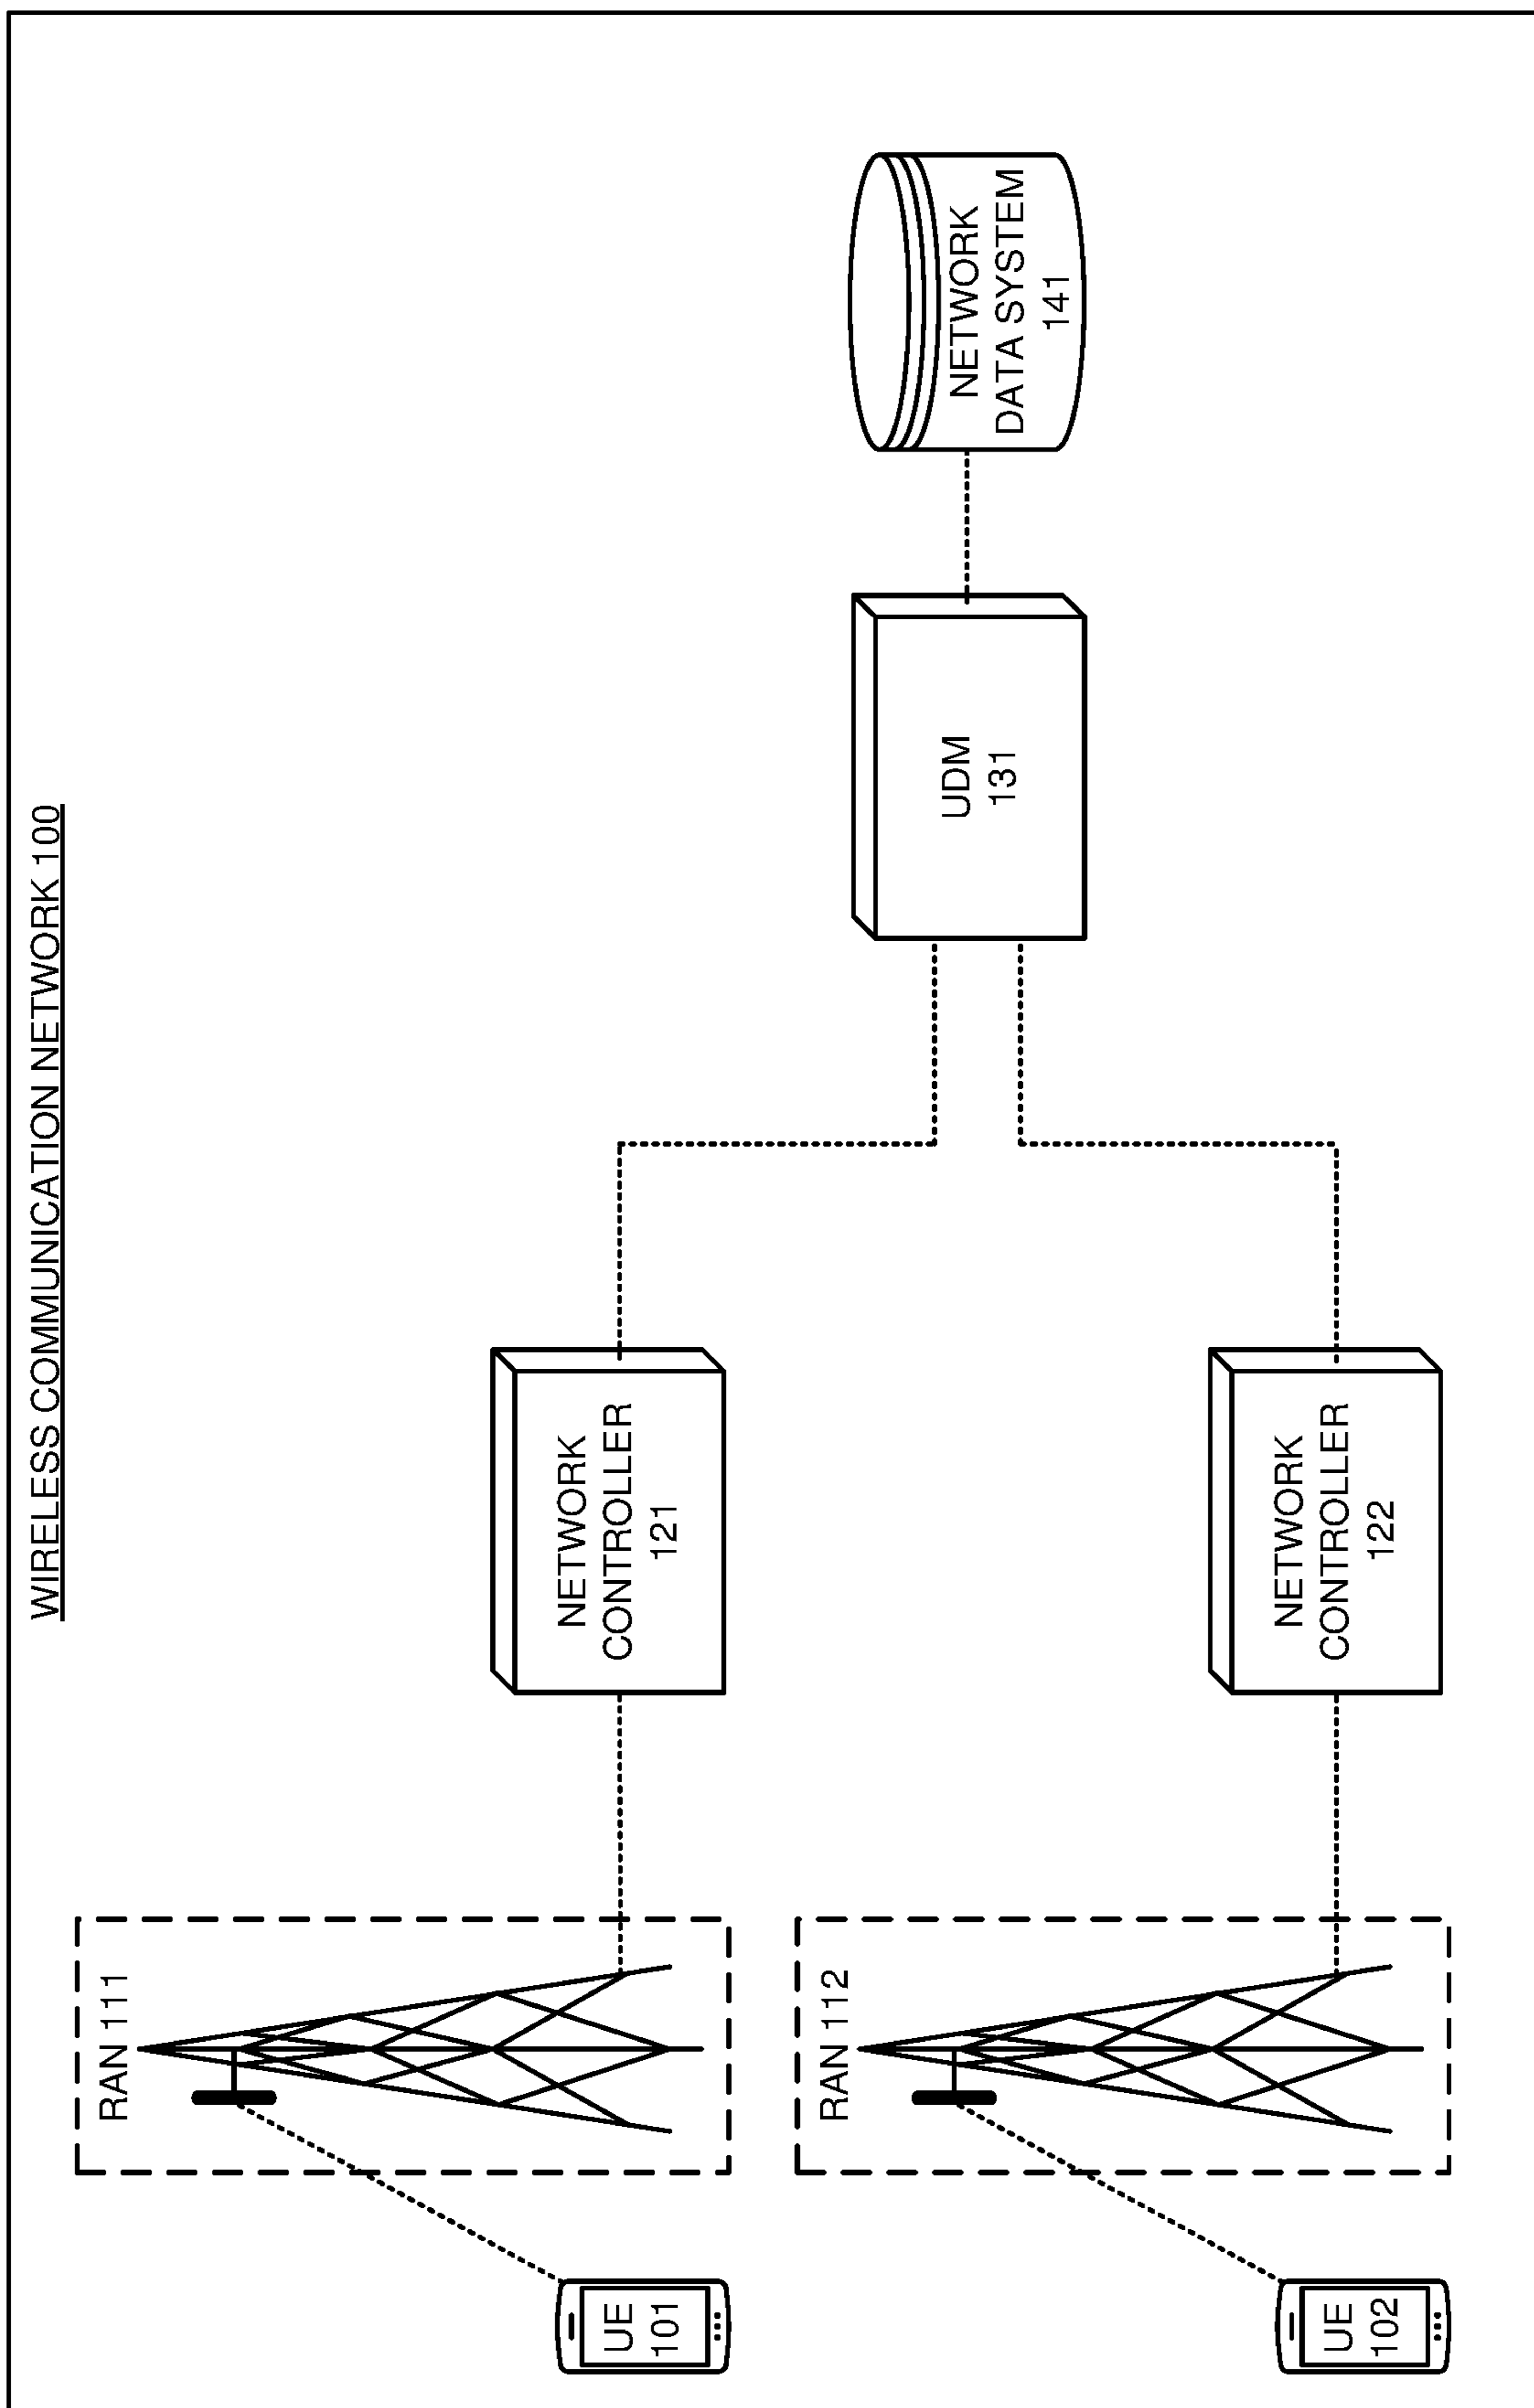 WIRELESS COMMUNICATION NETWORK 100
RAN 111
UE
101
NETWORK
CONTROLLER
121
UDM
131
NETWORK
DATA SYSTEM
141
RAN 112
UE
102
NETWORK
CONTROLLER
122